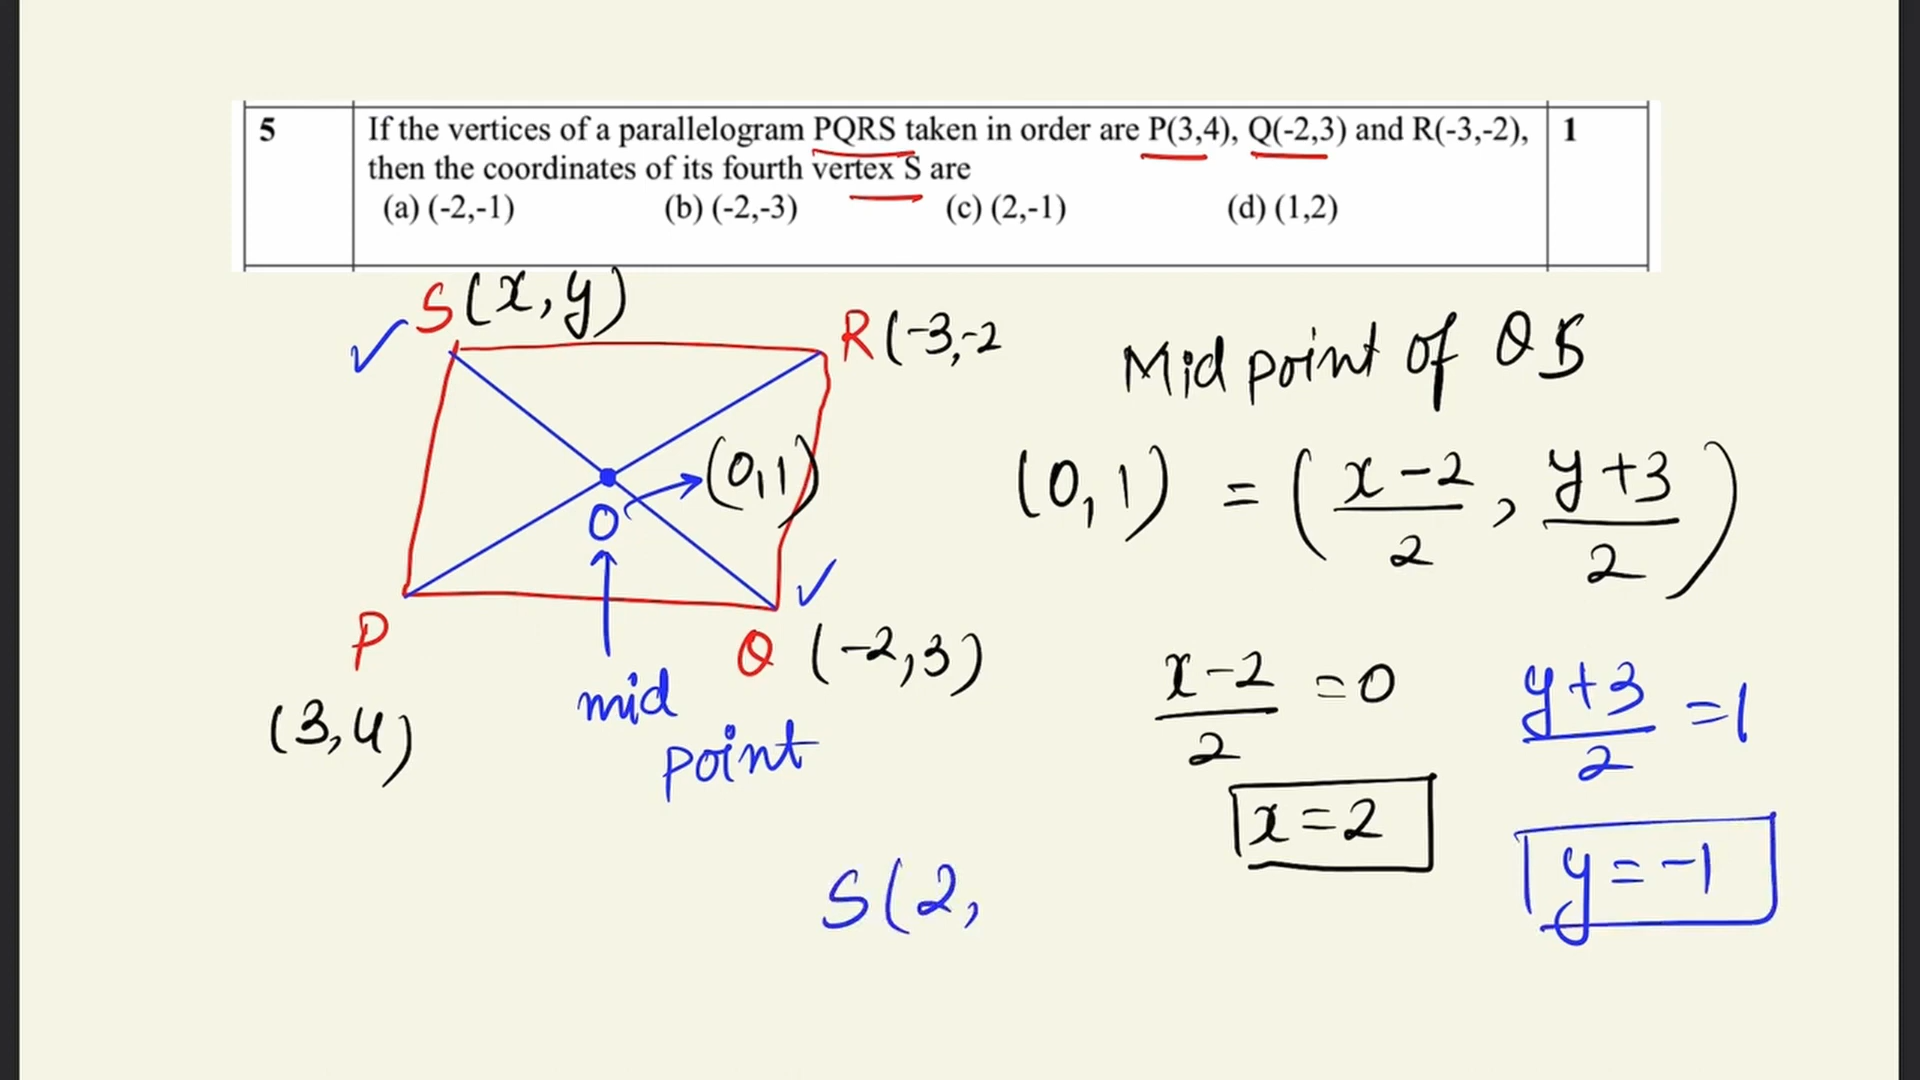 5 If the vertices of a parallelogram PQRS taken in order are P(3,4), Q(-2,3) and R(-3,-2), 1
then the coordinates of its fourth vertex S are
(a) (-2,-1) (b) (-2,-3) (c) (2,-1) (d) (1,2)
S(x,y)
R(-3,-2
Mid point of QS
(0,1)
(0,1) = (x-2/2, y+3/2)
O
P
Q (-2,3)
mid
point
(3,4)
x-2/2 =0
y+3/2 =1
x=2
y=-1
S(2,